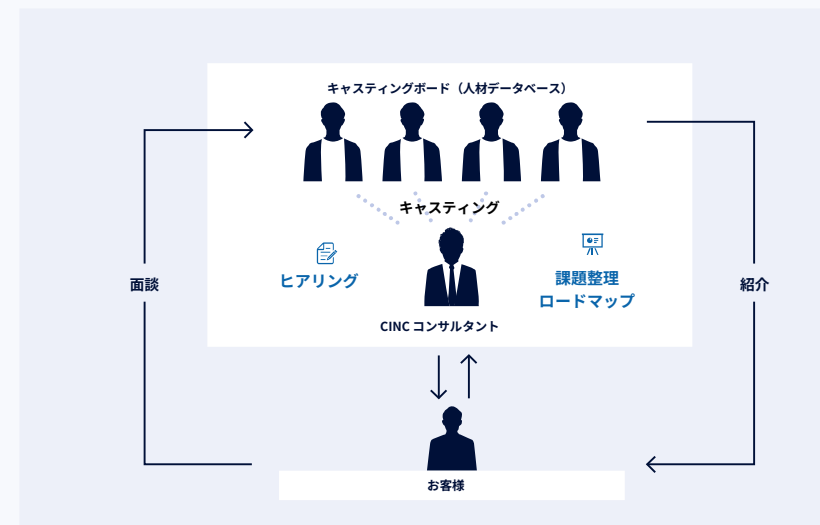 キャスティングボード（人材データベース）
キャスティング
ヒアリング
課題整理
ロードマップ
面談
紹介
CINC コンサルタント
お客様